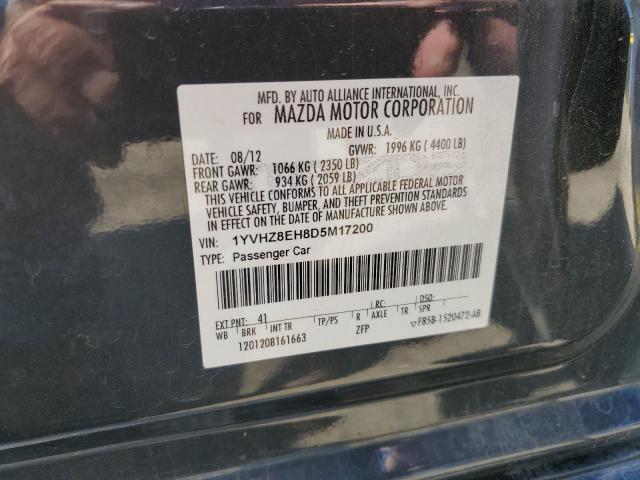 MFD. BY AUTO ALLIANCE INTERNATIONAL, INC.
FOR MAZDA MOTOR CORPORATION
MADE IN U.S.A.
DATE: 08/12 GVWR: 1996 KG ( 4400 LB)
FRONT GAWR: 1066 KG ( 2350 LB)
REAR GAWR: 934 KG ( 2059 LB)
THIS VEHICLE CONFORMS TO ALL APPLICABLE FEDERAL MOTOR
VEHICLE SAFETY, BUMPER, AND THEFT PREVENTION STANDARDS
IN EFFECT ON THE DATE OF MANUFACTURE SHOWN ABOVE.
VIN: 1YVHZ8EH8D5M17200
TYPE: Passenger Car
EXT PNT: 41 RC: DSO:
WB BRK INT TR TP/PS R AXLE TR SPR
1201208161663 ZFP F85B-1520472-AB